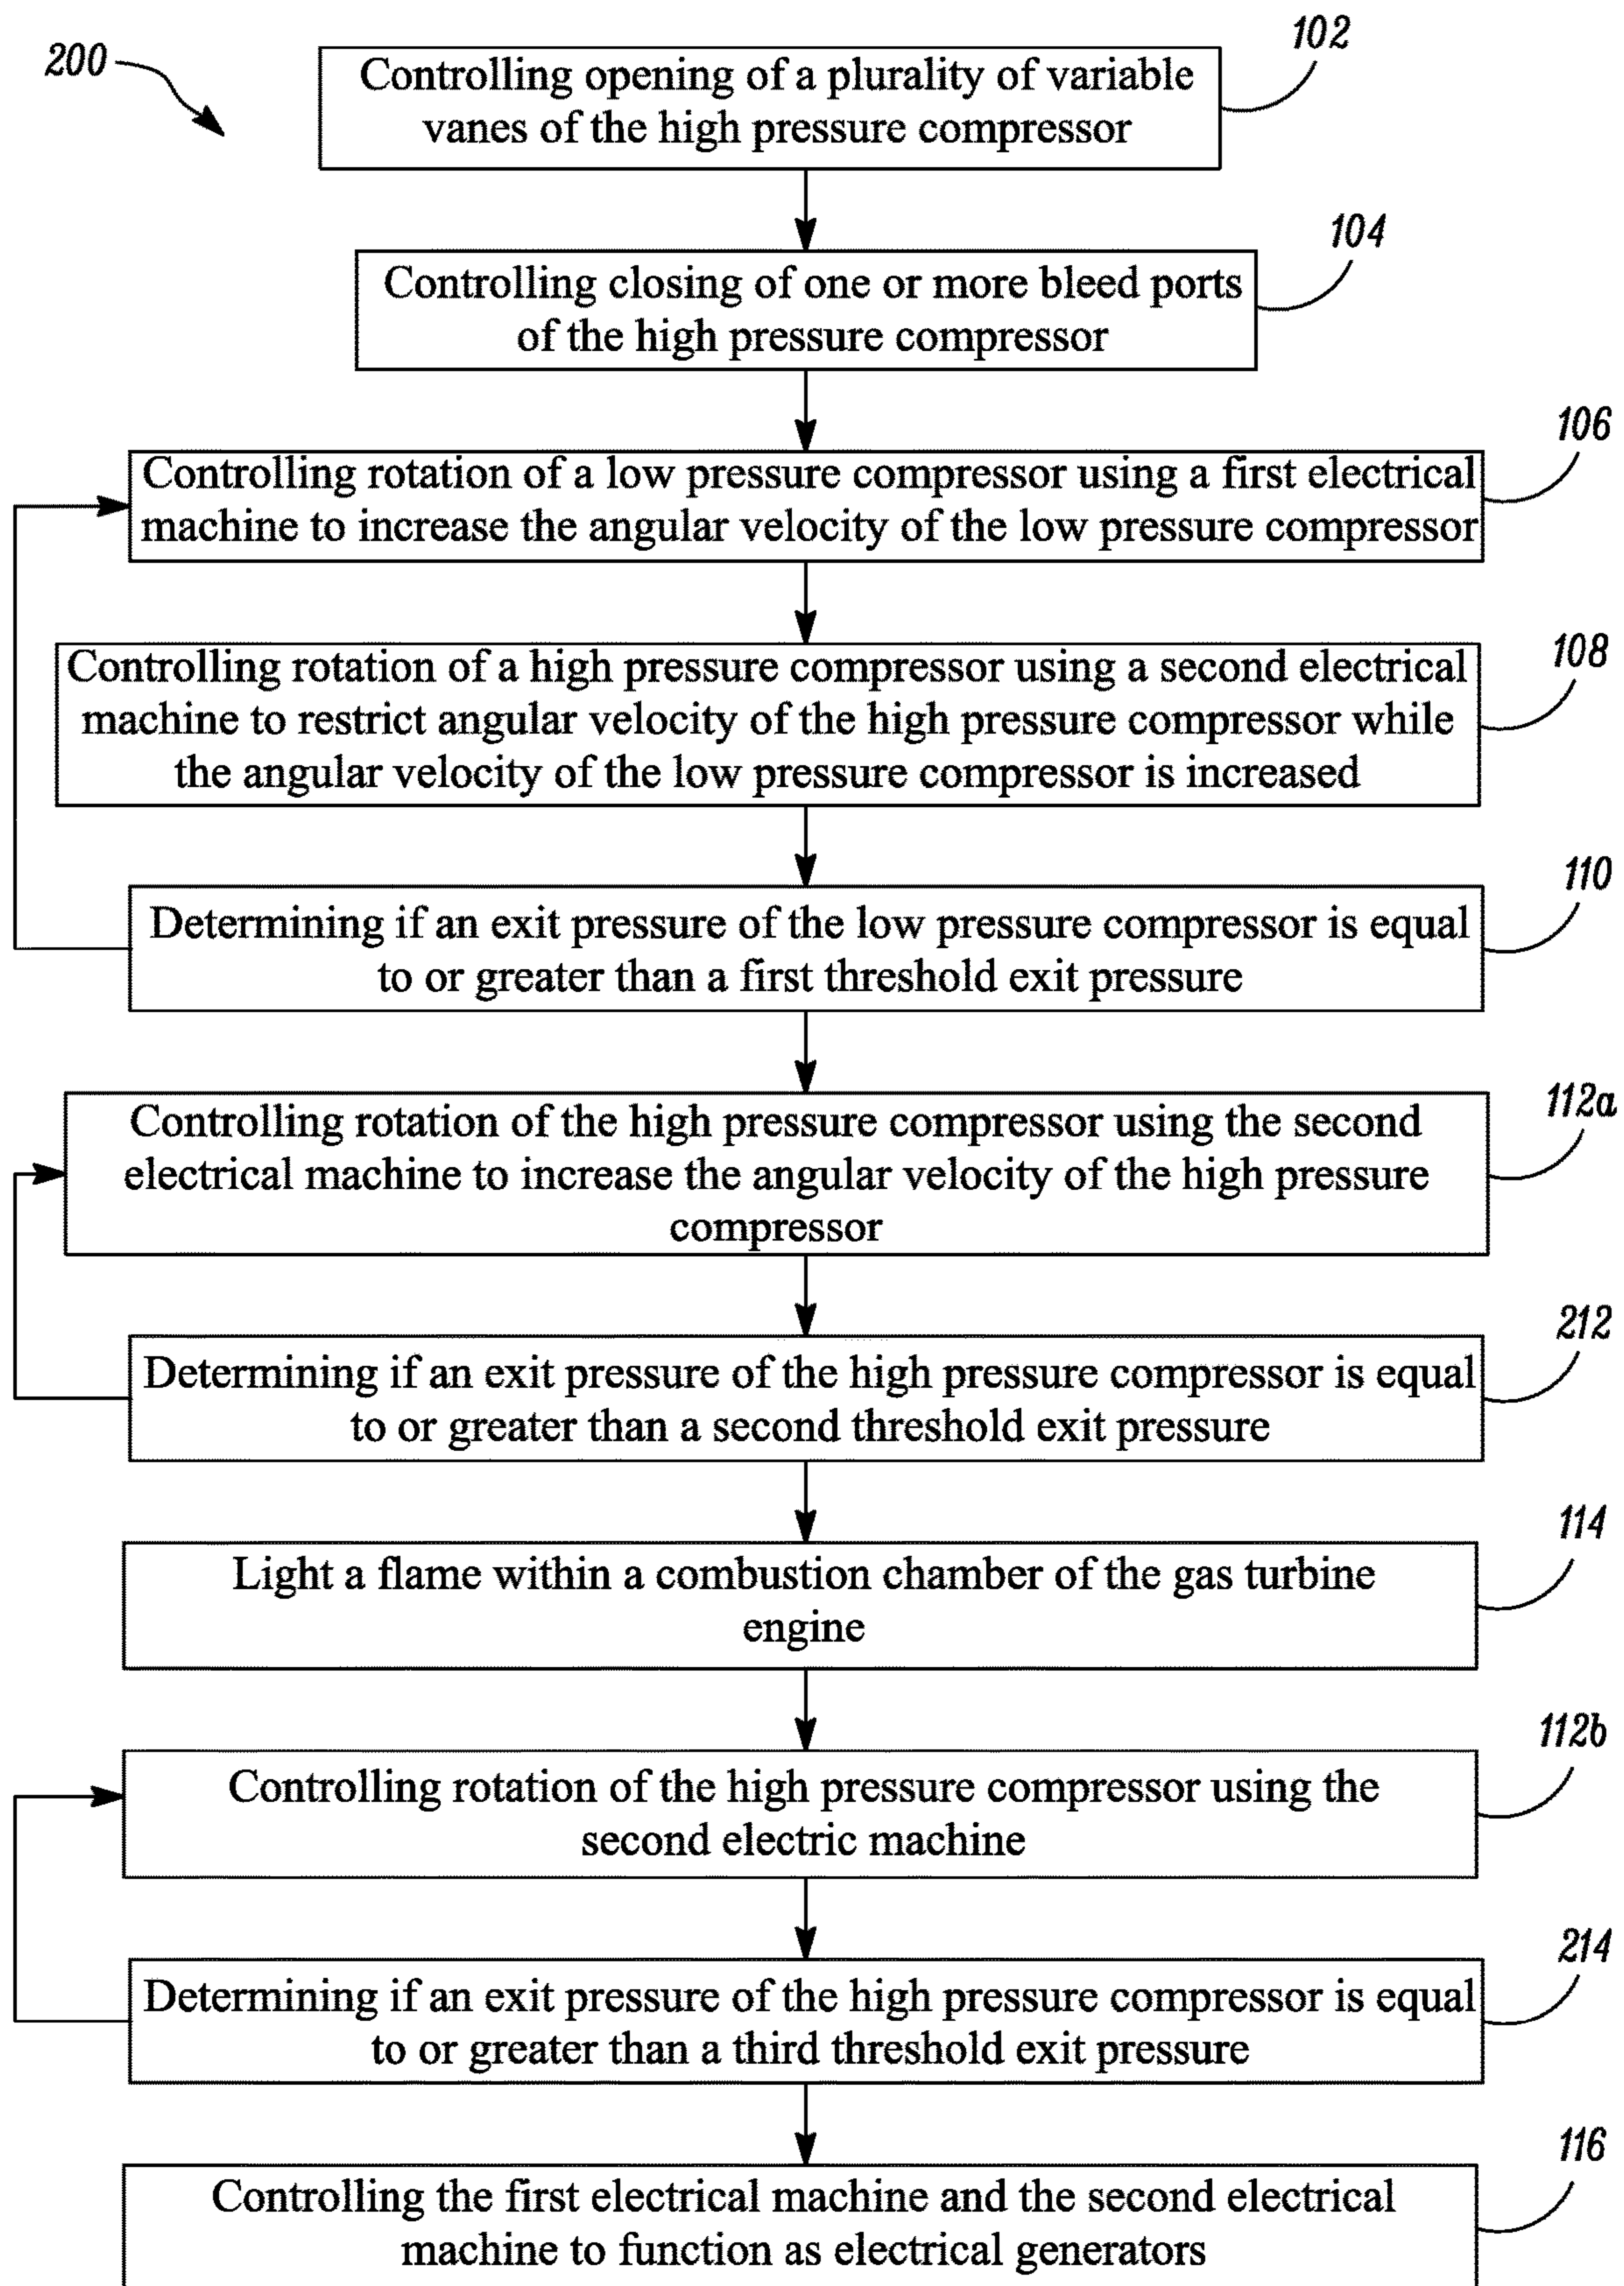 200
102
Controlling opening of a plurality of variable
vanes of the high pressure compressor
104
Controlling closing of one or more bleed ports
of the high pressure compressor
106
Controlling rotation of a low pressure compressor using a first electrical
machine to increase the angular velocity of the low pressure compressor
108
Controlling rotation of a high pressure compressor using a second electrical
machine to restrict angular velocity of the high pressure compressor while
the angular velocity of the low pressure compressor is increased
110
Determining if an exit pressure of the low pressure compressor is equal
to or greater than a first threshold exit pressure
112a
Controlling rotation of the high pressure compressor using the second
electrical machine to increase the angular velocity of the high pressure
compressor
212
Determining if an exit pressure of the high pressure compressor is equal
to or greater than a second threshold exit pressure
114
Light a flame within a combustion chamber of the gas turbine
engine
112b
Controlling rotation of the high pressure compressor using the
second electric machine
214
Determining if an exit pressure of the high pressure compressor is equal
to or greater than a third threshold exit pressure
116
Controlling the first electrical machine and the second electrical
machine to function as electrical generators